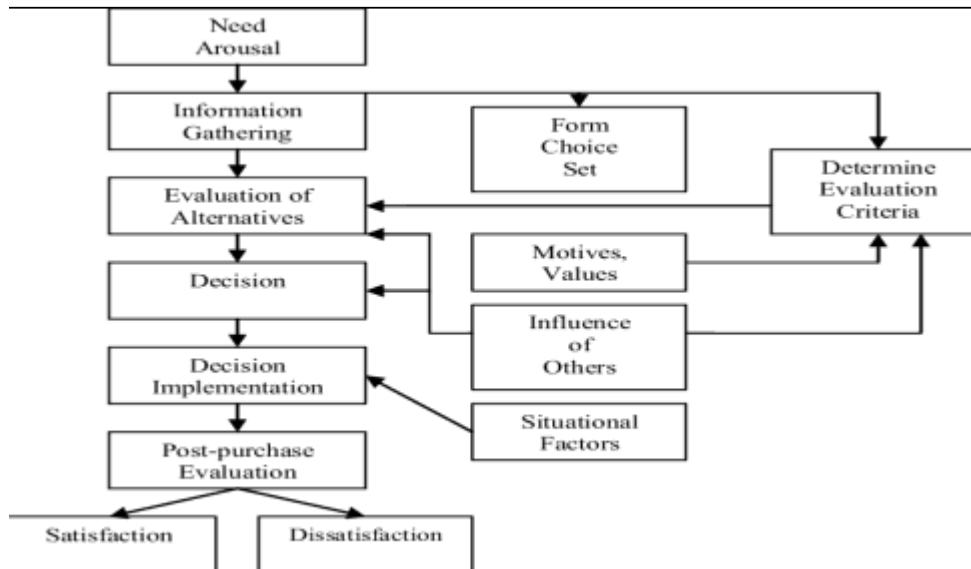 Need
Arousal
Information
Gathering
Form
Choice
Set
Determine
Evaluation
Criteria
Evaluation of
Alternatives
Motives,
Values
Decision
Influence
of
Others
Decision
Implementation
Situational
Factors
Post-purchase
Evaluation
Satisfaction
Dissatisfaction